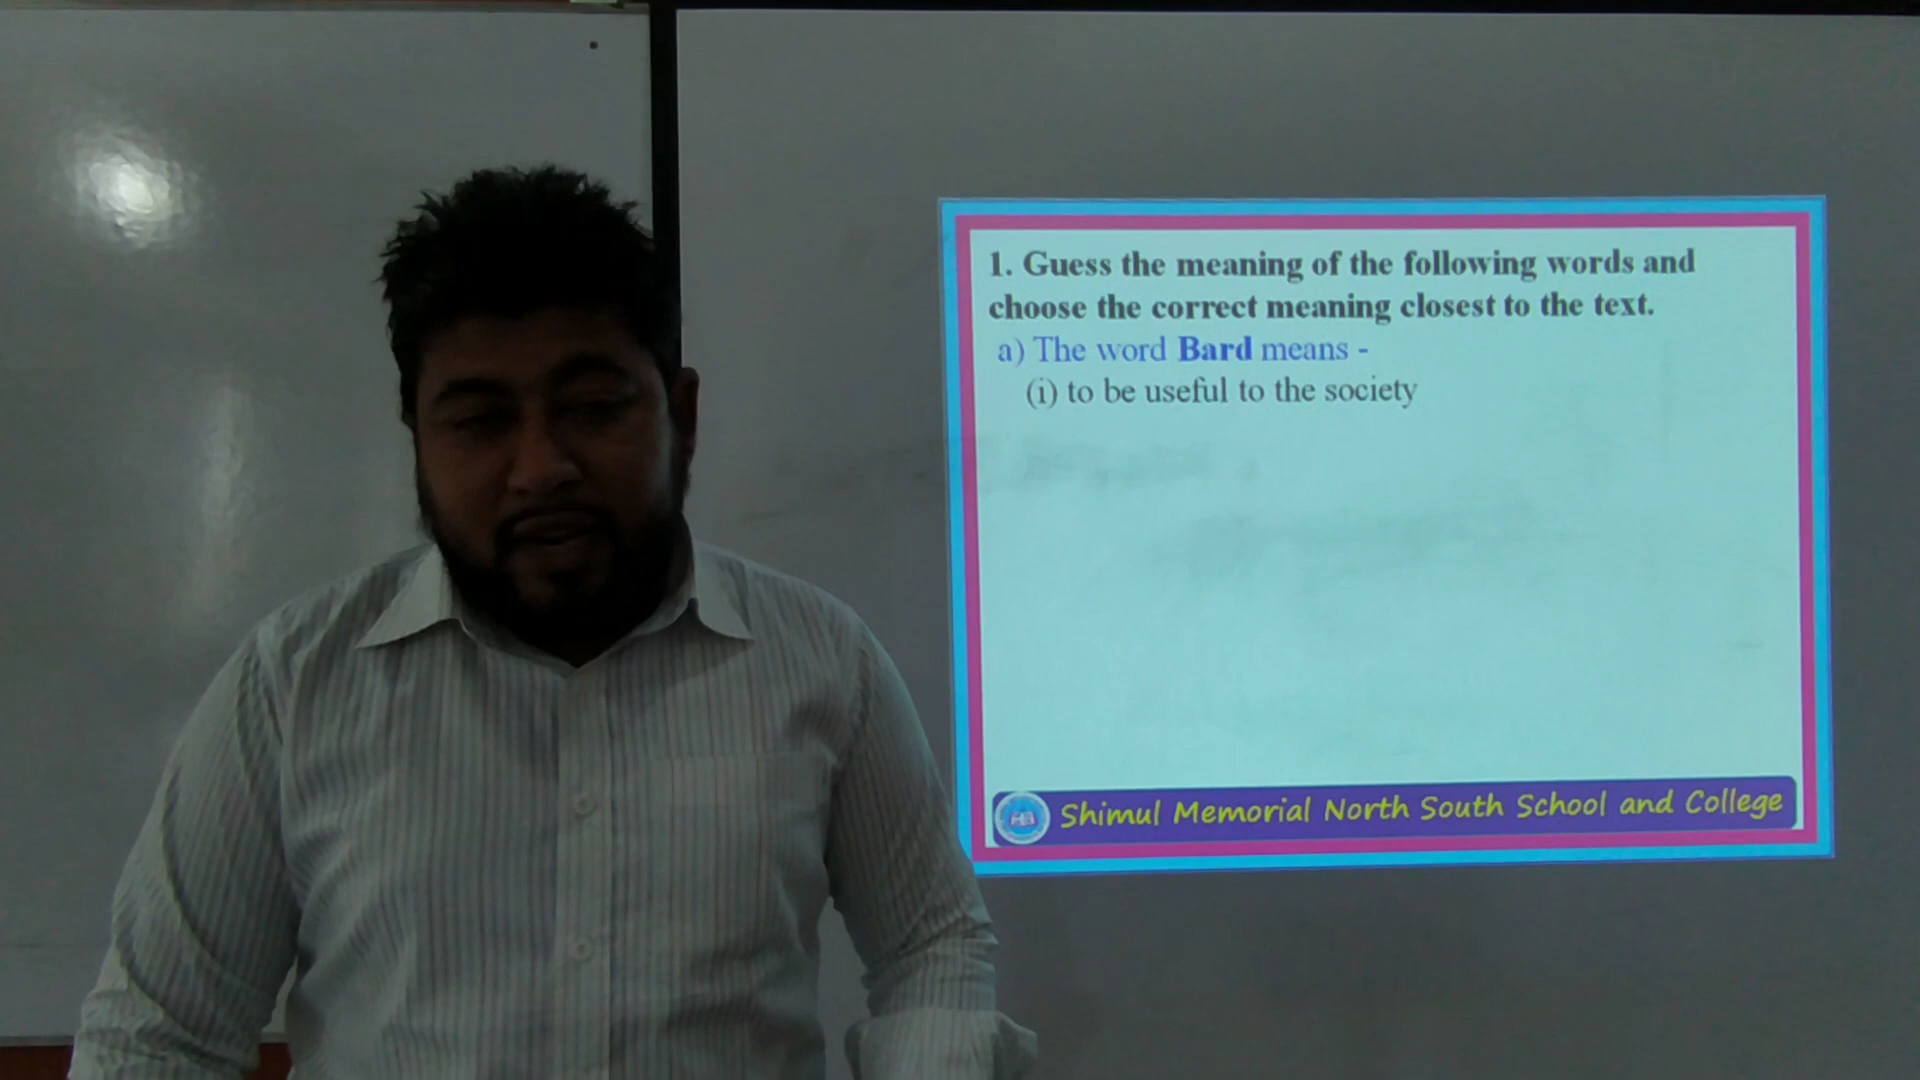 1. Guess the meaning of the following words and
choose the correct meaning closest to the text.
a) The word Bard means -
(i) to be useful to the society
Shimul Memorial North South School and College